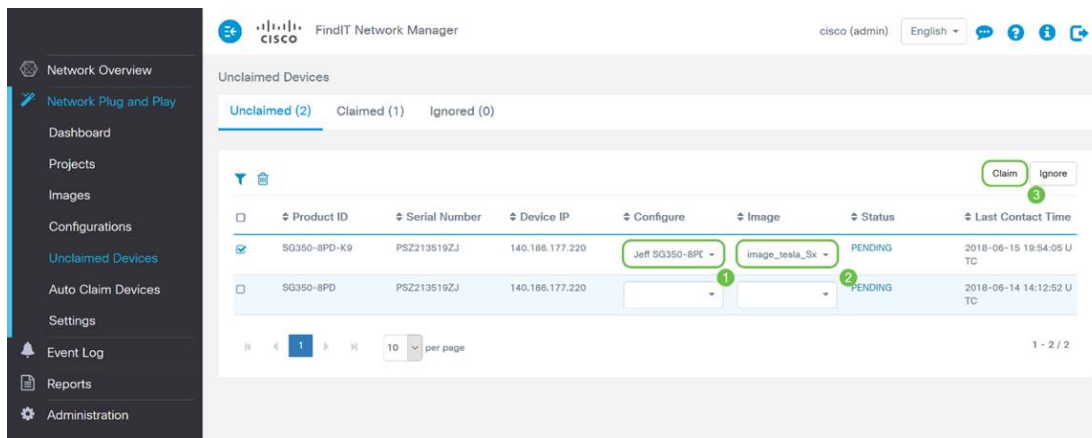 CISCO FindIT Network Manager cisco (admin) English
Network Overview
Network Plug and Play
Dashboard
Projects
Images
Configurations
Unclaimed Devices
Auto Claim Devices
Settings
Event Log
Reports
Administration
Unclaimed Devices
Unclaimed (2) Claimed (1) Ignored (0)
Claim Ignore
3
Product ID Serial Number Device IP Configure Image Status Last Contact Time
SG350-8PD-K9 PSZ213519ZJ 140.186.177.220 Jeff SG350-8PD image_tesla_Sx PENDING 2018-06-15 19:54:05 U
TC
1 2
SG350-8PD PSZ213519ZJ 140.186.177.220 PENDING 2018-06-14 14:12:52 U
TC
1 10 per page 1 - 2 / 2